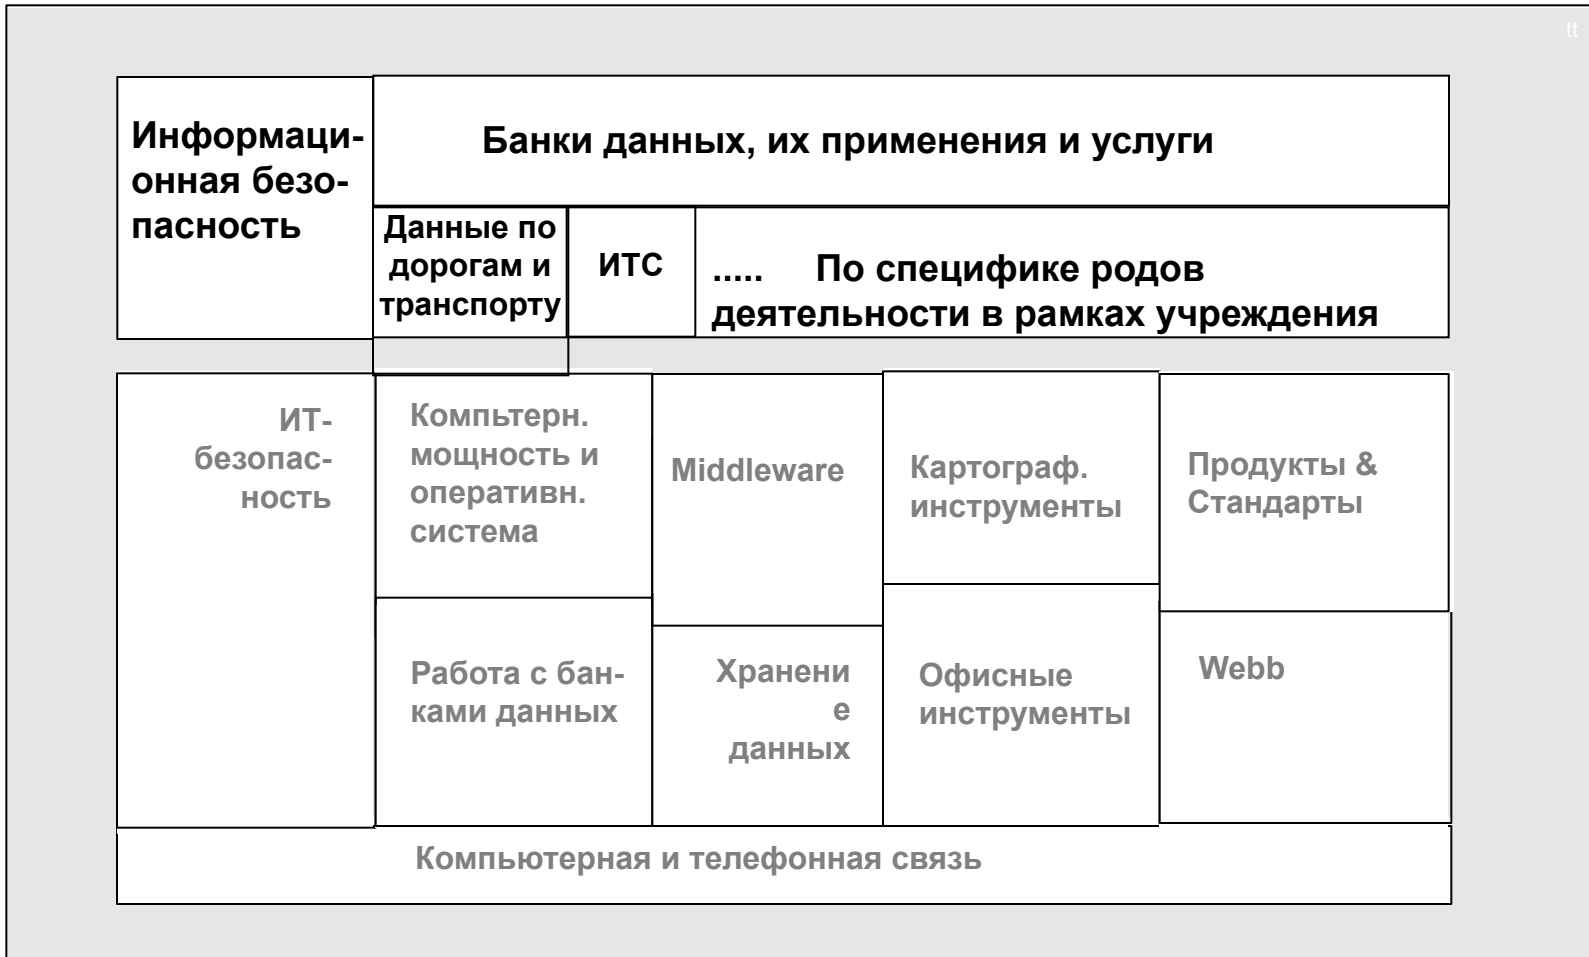 tt
Информаци-
онная безо-
пасность
Банки данных, их применения и услуги
Данные по
дорогам и
транспорту
ИТС
..... По специфике родов
деятельности в рамках учреждения
ИТ-
безопас-
ность
Компьтерн.
мощность и
оперативн.
система
Middleware
Картограф.
инструменты
Продукты &
Стандарты
Работа с бан-
ками данных
Хранени
е
данных
Офисные
инструменты
Webb
Компьютерная и телефонная связь